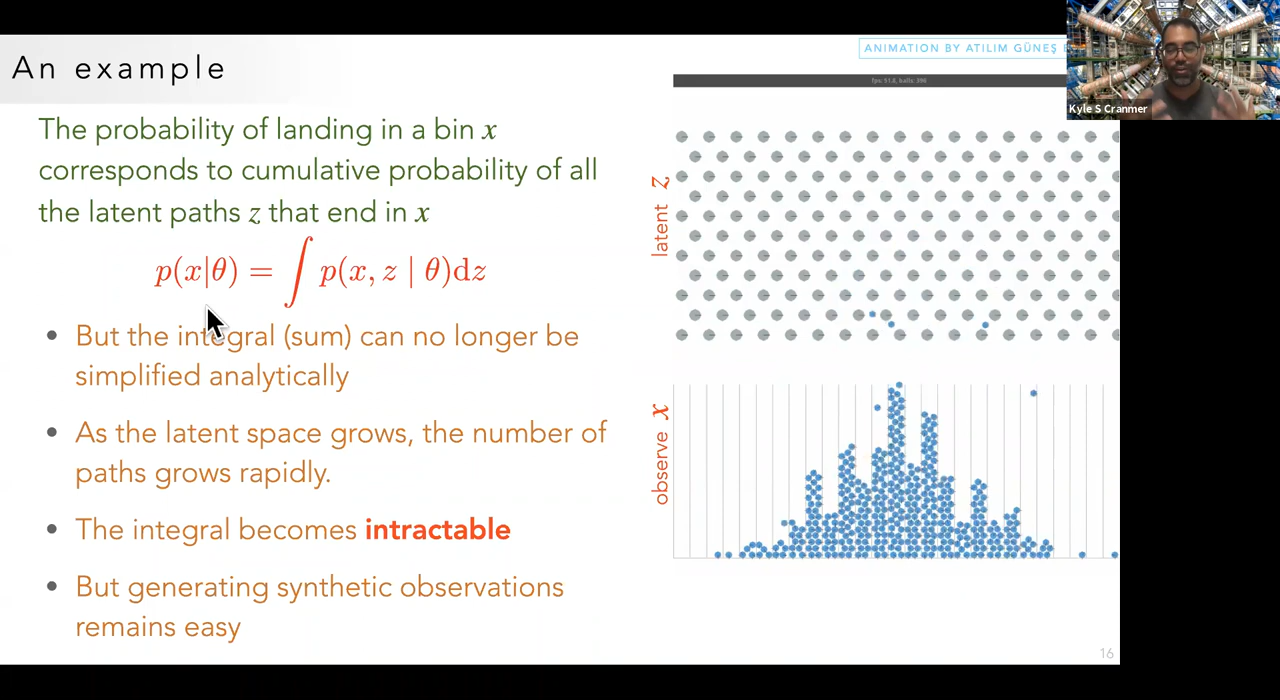 An example
ANIMATION BY ATILIM GÜNEŞ
Kyle S Cranmer
The probability of landing in a bin x
corresponds to cumulative probability of all
the latent paths z that end in x
p(x|θ) = ∫ p(x, z | θ)dz
• But the integral (sum) can no longer be
simplified analytically
• As the latent space grows, the number of
paths grows rapidly.
• The integral becomes intractable
• But generating synthetic observations
remains easy
latent z
observe x
16